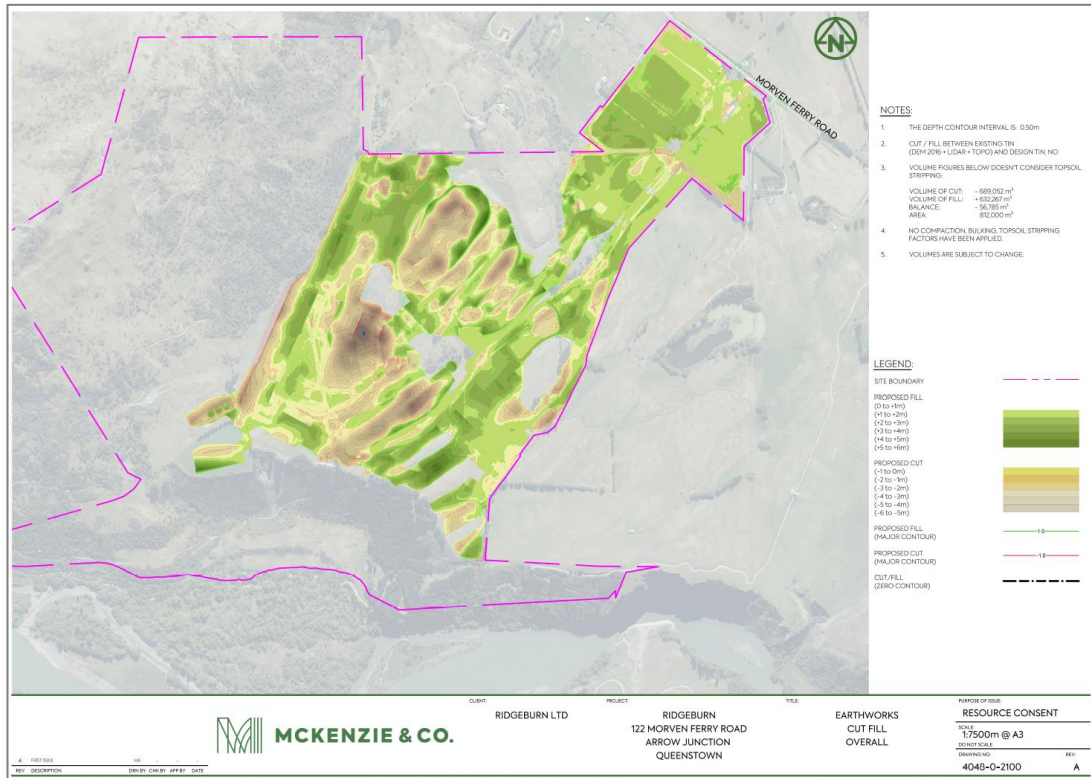 N
MORVEN FERRY ROAD
NOTES:
1. THE DEPTH CONTOUR INTERVAL IS: 0.50m
2. CUT / FILL BETWEEN EXISTING TIN
(DEM 2016 + LIDAR + TOPO) AND DESIGN TIN. NO
3. VOLUME FIGURES BELOW DOESN'T CONSIDER TOPSOIL
STRIPPING:
VOLUME OF CUT: - 689,052 m³
VOLUME OF FILL: + 632,267 m³
BALANCE: - 56,785 m³
AREA: 812,000 m²
4. NO COMPACTION, BULKING, TOPSOIL STRIPPING
FACTORS HAVE BEEN APPLIED.
5. VOLUMES ARE SUBJECT TO CHANGE.
LEGEND:
SITE BOUNDARY
PROPOSED FILL
(0 to +1m)
(+1 to +2m)
(+2 to +3m)
(+3 to +4m)
(+4 to +5m)
(+5 to +6m)
PROPOSED CUT
(-1 to 0m)
(-2 to -1m)
(-3 to -2m)
(-4 to -3m)
(-5 to -4m)
(-6 to -5m)
PROPOSED FILL
(MAJOR CONTOUR)
PROPOSED CUT
(MAJOR CONTOUR)
CUT/FILL
(ZERO CONTOUR)
MCKENZIE & CO.
CLIENT:
RIDGEBURN LTD
PROJECT:
RIDGEBURN
122 MORVEN FERRY ROAD
ARROW JUNCTION
QUEENSTOWN
TITLE:
EARTHWORKS
CUT FILL
OVERALL
PURPOSE OF ISSUE:
RESOURCE CONSENT
SCALE:
1:7500m @ A3
DO NOT SCALE
DRAWING NO: REV:
4048-0-2100 A
A FIRST ISSUE
REV DESCRIPTION DRN BY CHK BY APP BY DATE